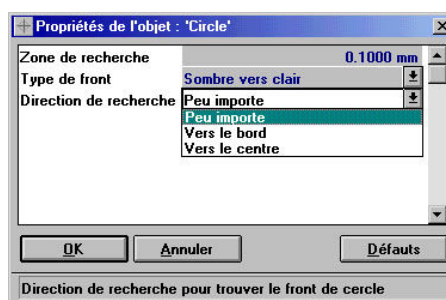 Propriétés de l'objet : 'Circle'
Zone de recherche 0.1000 mm
Type de front Sombre vers clair
Direction de recherche Peu importe
Peu importe
Vers le bord
Vers le centre
OK Annuler Défauts
Direction de recherche pour trouver le front de cercle